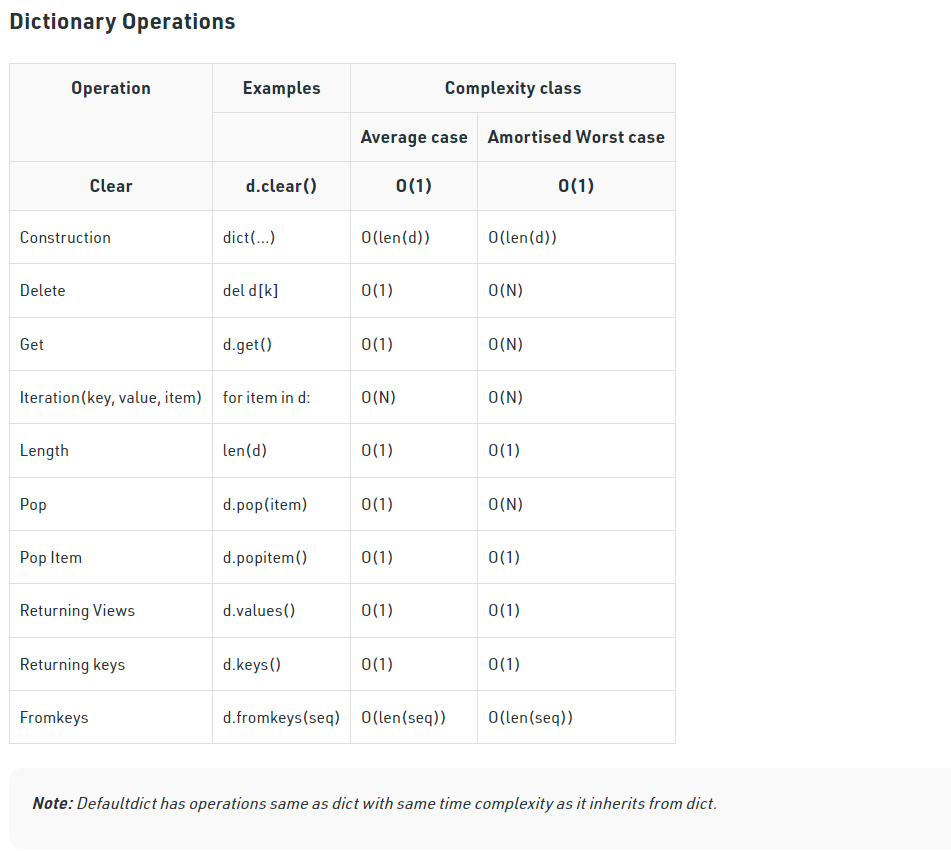 Dictionary Operations
Operation Examples Complexity class
Average case Amortised Worst case
Clear d.clear() O(1) O(1)
Construction dict(...) O(len(d)) O(len(d))
Delete del d[k] O(1) O(N)
Get d.get() O(1) O(N)
Iteration(key, value, item) for item in d: O(N) O(N)
Length len(d) O(1) O(1)
Pop d.pop(item) O(1) O(N)
Pop Item d.popitem() O(1) O(1)
Returning Views d.values() O(1) O(1)
Returning keys d.keys() O(1) O(1)
Fromkeys d.fromkeys(seq) O(len(seq)) O(len(seq))
Note: Defaultdict has operations same as dict with same time complexity as it inherits from dict.